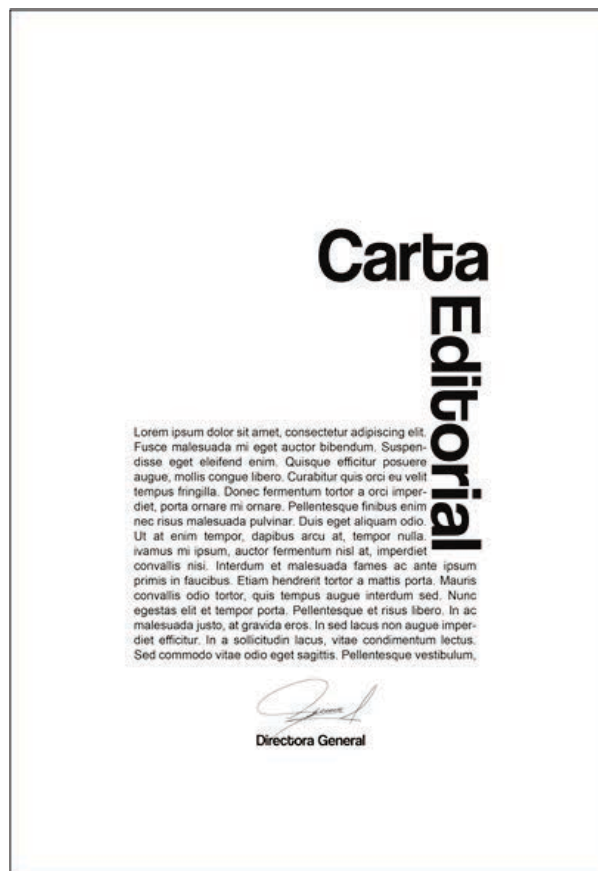 Carta
Editorial
Lorem ipsum dolor sit amet, consectetur adipiscing elit.
Fusce malesuada mi eget auctor bibendum. Suspen-
disse eget eleifend enim. Quisque efficitur posuere
augue, mollis congue libero. Curabitur quis orci eu velit
tempus fringilla. Donec fermentum tortor a orci imper-
diet, porta ornare mi ornare. Pellentesque finibus enim
nec risus malesuada pulvinar. Duis eget aliquam odio.
Ut at enim tempor, dapibus arcu at, tempor nulla.
ivamus mi ipsum, auctor fermentum nisl at, imperdiet
convallis nisi. Interdum et malesuada fames ac ante ipsum
primis in faucibus. Etiam hendrerit tortor a mattis porta. Mauris
convallis odio tortor, quis tempus augue interdum sed. Nunc
egestas elit et tempor porta. Pellentesque et risus libero. In ac
malesuada justo, at gravida eros. In sed lacus non augue imper-
diet efficitur. In a sollicitudin lacus, vitae condimentum lectus.
Sed commodo vitae odio eget sagittis. Pellentesque vestibulum,
Directora General